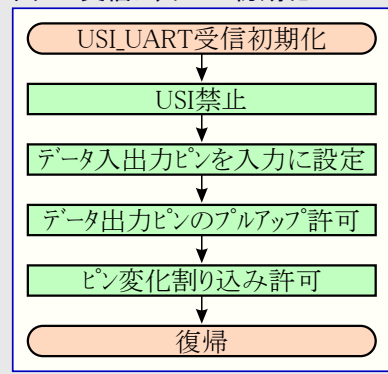 USI_UART受信初期化
USI禁止
データ入出力ピンを入力に設定
データ出力ピンのプルアップ許可
ピン変化割り込み許可
復帰